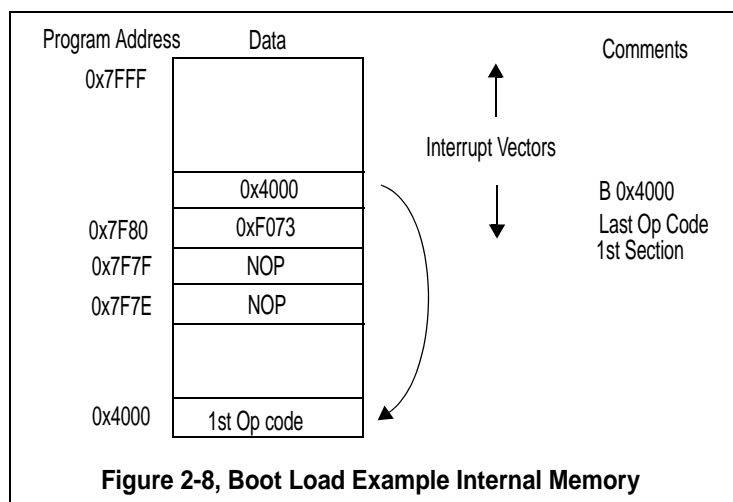 Program Address Data Comments
0x7FFF
Interrupt Vectors
0x4000 B 0x4000
0x7F80 0xF073 Last Op Code
1st Section
0x7F7F NOP
0x7F7E NOP
0x4000 1st Op code
Figure 2-8, Boot Load Example Internal Memory